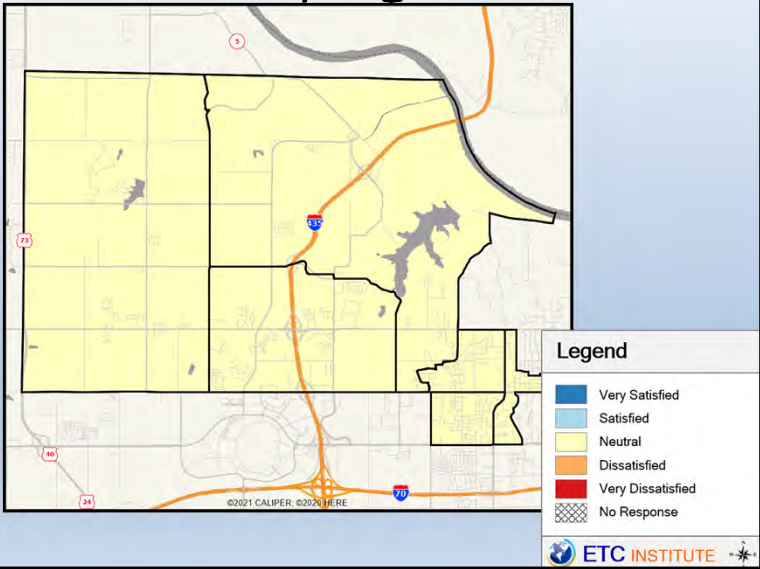 5
435
73
Legend
Very Satisfied
Satisfied
Neutral
Dissatisfied
Very Dissatisfied
No Response
40
24
70
©2021 CALIPER; ©2020 HERE
ETC INSTITUTE